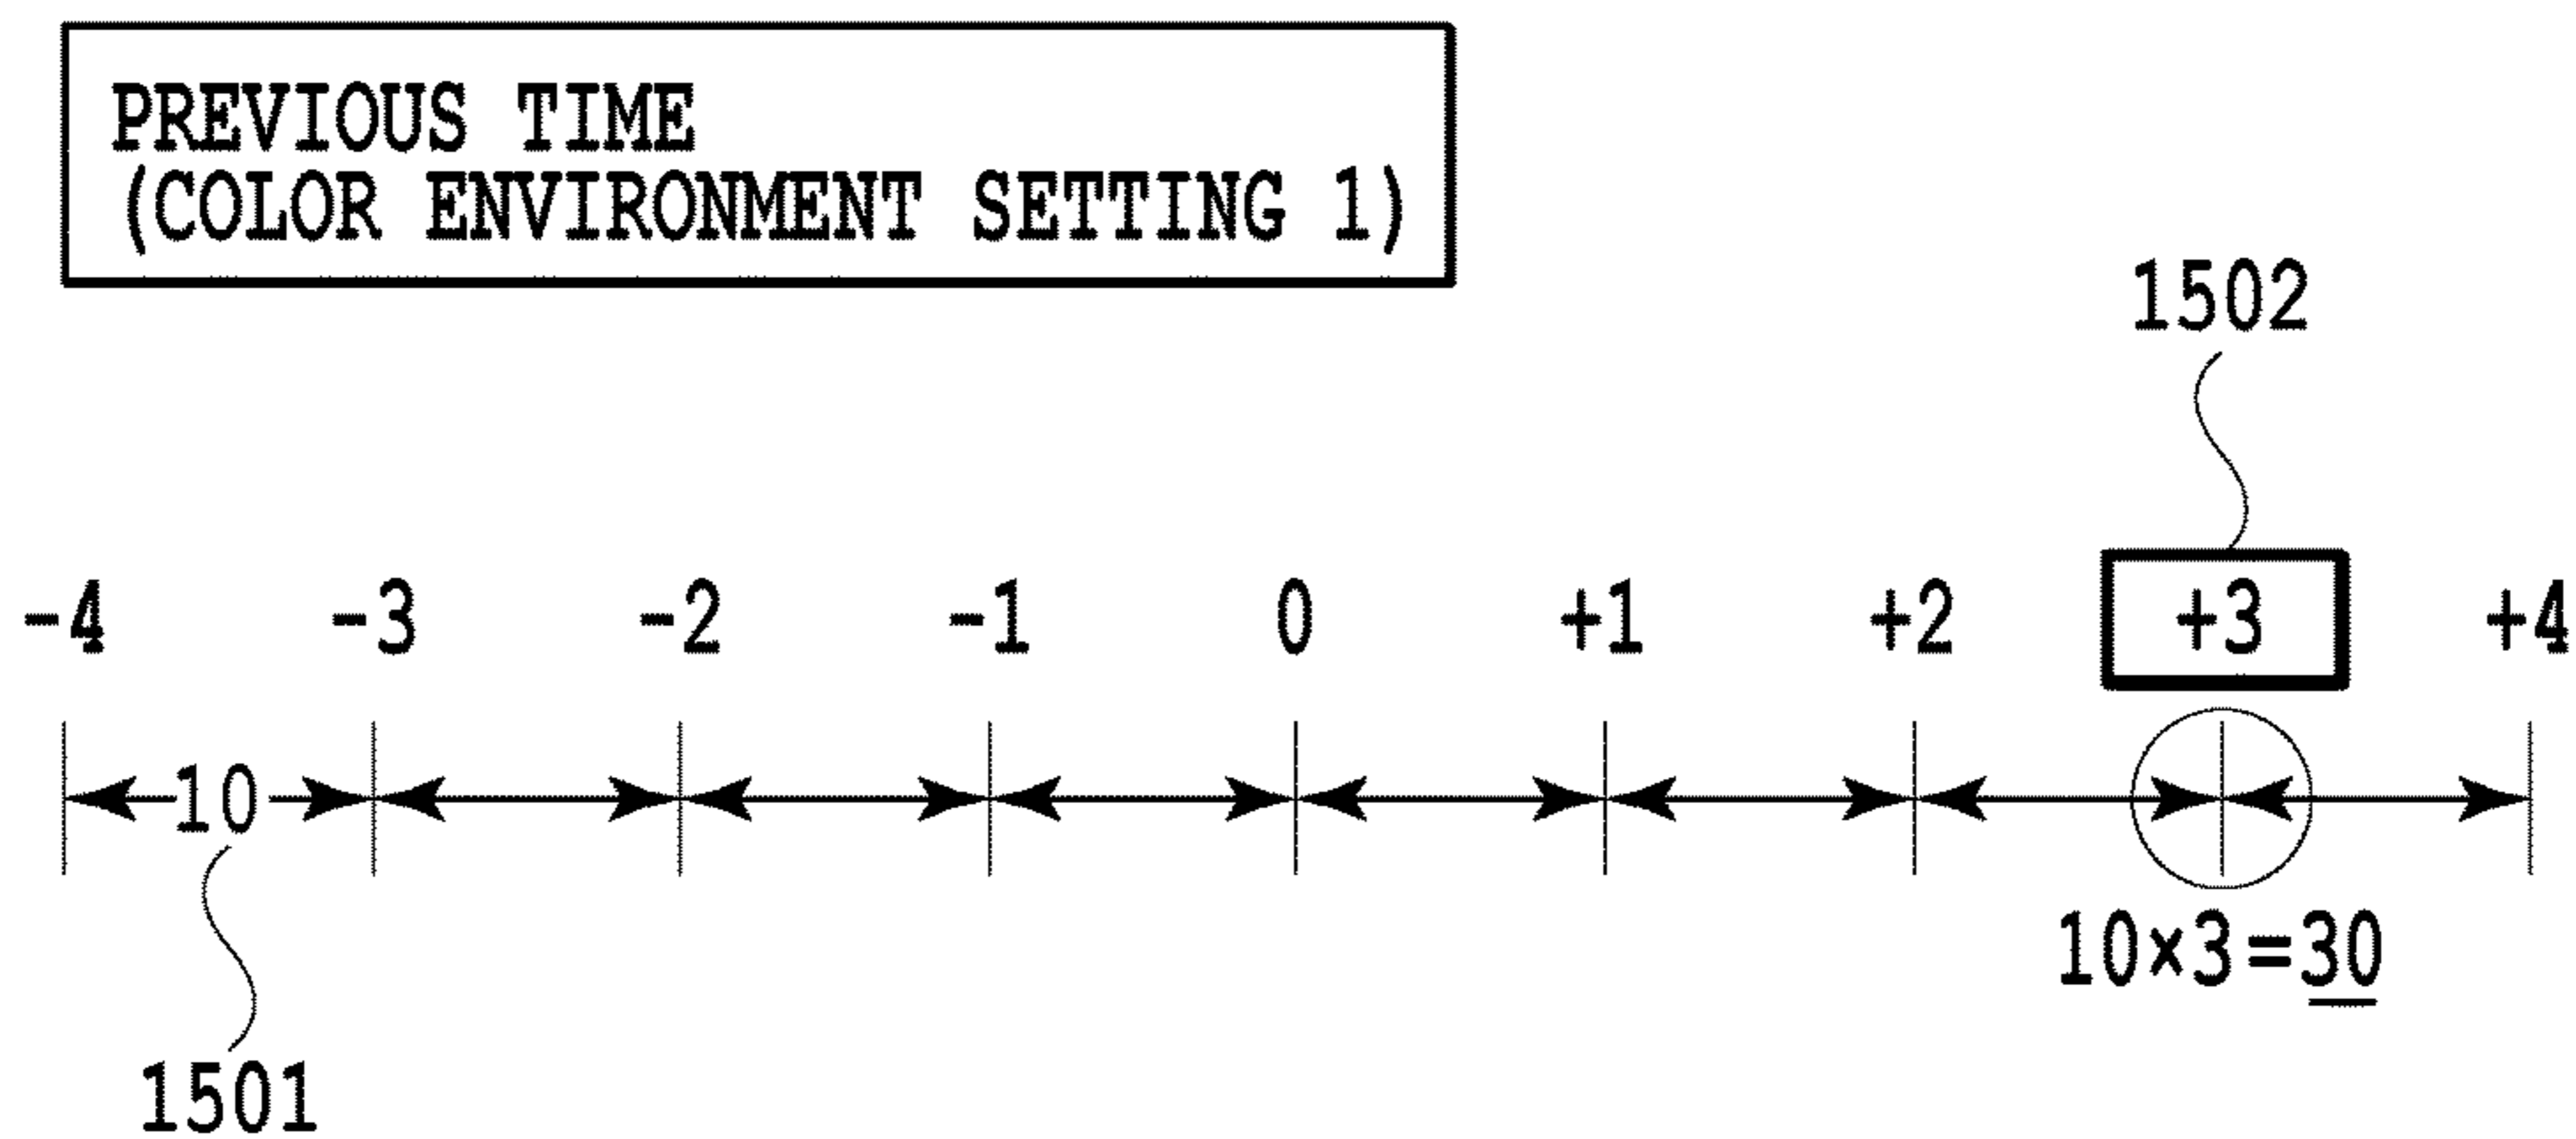 PREVIOUS TIME
(COLOR ENVIRONMENT SETTING 1)
1502
-4 -3 -2 -1 0 +1 +2 +3 +4
10
10×3=30
1501